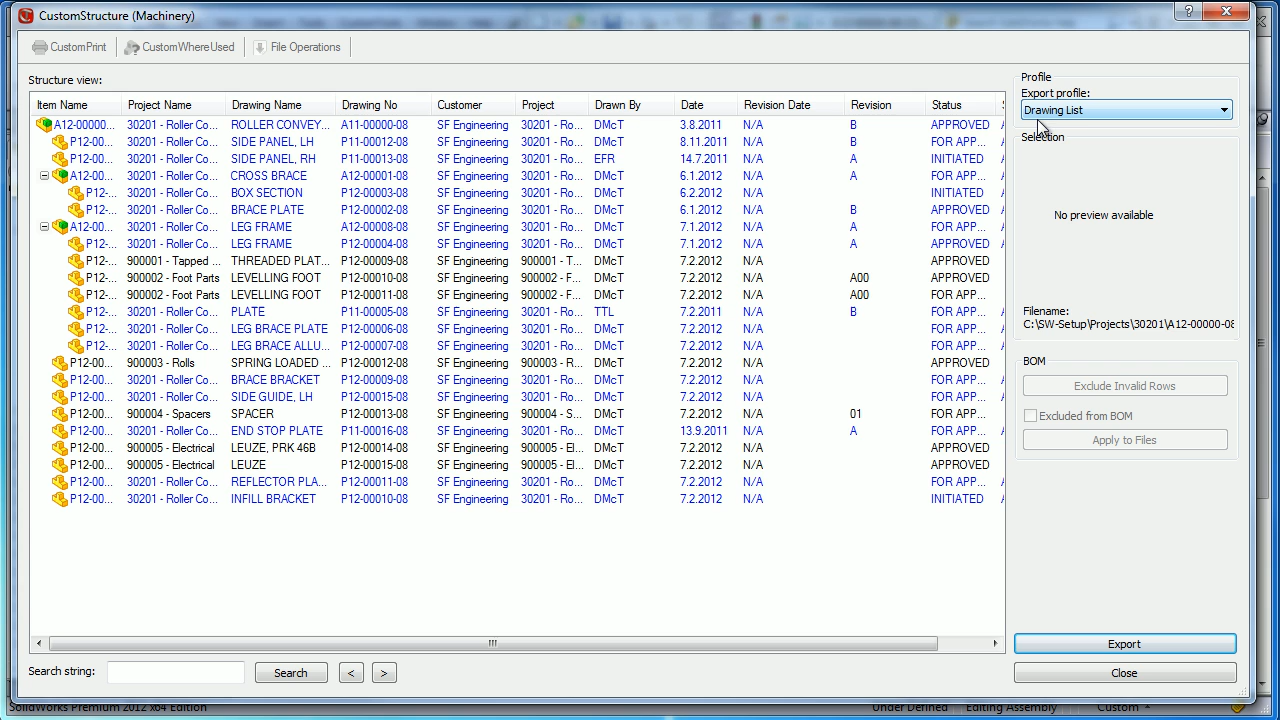 CustomStructure (Machinery)
CustomPrint CustomWhereUsed File Operations
Structure view:
Item Name Project Name Drawing Name Drawing No Customer Project Drawn By Date Revision Date Revision Status
A12-00000... 30201 - Roller Co... ROLLER CONVEY... A11-00000-08 SF Engineering 30201 - Ro... DMcT 3.8.2011 N/A B APPROVED
P12-00... 30201 - Roller Co... SIDE PANEL, LH P11-00012-08 SF Engineering 30201 - Ro... DMcT 8.11.2011 N/A B FOR APP...
P12-00... 30201 - Roller Co... SIDE PANEL, RH P11-00013-08 SF Engineering 30201 - Ro... EFR 14.7.2011 N/A A INITIATED
A12-00... 30201 - Roller Co... CROSS BRACE A12-00001-08 SF Engineering 30201 - Ro... DMcT 6.1.2012 N/A A FOR APP...
P12-... 30201 - Roller Co... BOX SECTION P12-00003-08 SF Engineering 30201 - Ro... DMcT 6.2.2012 N/A INITIATED
P12-... 30201 - Roller Co... BRACE PLATE P12-00002-08 SF Engineering 30201 - Ro... DMcT 6.1.2012 N/A B APPROVED
A12-00... 30201 - Roller Co... LEG FRAME A12-00008-08 SF Engineering 30201 - Ro... DMcT 7.1.2012 N/A A FOR APP...
P12-... 30201 - Roller Co... LEG FRAME P12-00004-08 SF Engineering 30201 - Ro... DMcT 7.1.2012 N/A A APPROVED
P12-... 900001 - Tapped ... THREADED PLAT... P12-00009-08 SF Engineering 900001 - T... DMcT 7.2.2012 N/A APPROVED
P12-... 900002 - Foot Parts LEVELLING FOOT P12-00010-08 SF Engineering 900002 - F... DMcT 7.2.2012 N/A A00 APPROVED
P12-... 900002 - Foot Parts LEVELLING FOOT P12-00011-08 SF Engineering 900002 - F... DMcT 7.2.2012 N/A A00 FOR APP...
P12-... 30201 - Roller Co... PLATE P11-00005-08 SF Engineering 30201 - Ro... TTL 7.2.2011 N/A B FOR APP...
P12-... 30201 - Roller Co... LEG BRACE PLATE P12-00006-08 SF Engineering 30201 - Ro... DMcT 7.2.2012 N/A FOR APP...
P12-... 30201 - Roller Co... LEG BRACE ALLU... P12-00007-08 SF Engineering 30201 - Ro... DMcT 7.2.2012 N/A FOR APP...
P12-00... 900003 - Rolls SPRING LOADED ... P12-00012-08 SF Engineering 900003 - R... DMcT 7.2.2012 N/A APPROVED
P12-00... 30201 - Roller Co... BRACE BRACKET P12-00009-08 SF Engineering 30201 - Ro... DMcT 7.2.2012 N/A FOR APP...
P12-00... 30201 - Roller Co... SIDE GUIDE, LH P12-00015-08 SF Engineering 30201 - Ro... DMcT 7.2.2012 N/A FOR APP...
P12-00... 900004 - Spacers SPACER P12-00013-08 SF Engineering 900004 - S... DMcT 7.2.2012 N/A 01 FOR APP...
P12-00... 30201 - Roller Co... END STOP PLATE P11-00016-08 SF Engineering 30201 - Ro... DMcT 13.9.2011 N/A A FOR APP...
P12-00... 900005 - Electrical LEUZE, PRK 46B P12-00014-08 SF Engineering 900005 - El... DMcT 7.2.2012 N/A APPROVED
P12-00... 900005 - Electrical LEUZE P12-00015-08 SF Engineering 900005 - El... DMcT 7.2.2012 N/A APPROVED
P12-00... 30201 - Roller Co... REFLECTOR PLA... P12-00011-08 SF Engineering 30201 - Ro... DMcT 7.2.2012 N/A FOR APP...
P12-00... 30201 - Roller Co... INFILL BRACKET P12-00010-08 SF Engineering 30201 - Ro... DMcT 7.2.2012 N/A INITIATED
Search string: Search < >
Profile
Export profile:
Drawing List
Selection
No preview available
Filename:
C:\SW-Setup\Projects\30201\A12-00000-08
BOM
Exclude Invalid Rows
Excluded from BOM
Apply to Files
Export
Close
SolidWorks Premium 2012 x64 Edition Under Defined Editing Assembly Custom